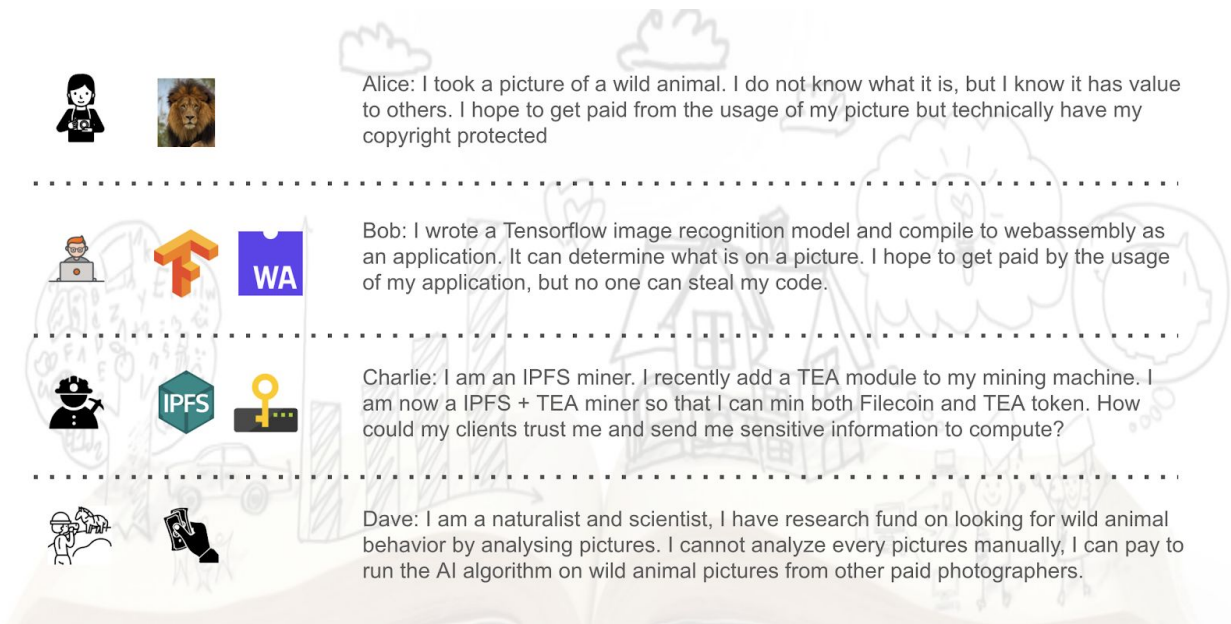 Alice: I took a picture of a wild animal. I do not know what it is, but I know it has value
to others. I hope to get paid from the usage of my picture but technically have my
copyright protected
Bob: I wrote a Tensorflow image recognition model and compile to webassembly as
an application. It can determine what is on a picture. I hope to get paid by the usage
of my application, but no one can steal my code.
WA
Charlie: I am an IPFS miner. I recently add a TEA module to my mining machine. I
am now a IPFS + TEA miner so that I can min both Filecoin and TEA token. How
could my clients trust me and send me sensitive information to compute?
IPFS
Dave: I am a naturalist and scientist, I have research fund on looking for wild animal
behavior by analysing pictures. I cannot analyze every pictures manually, I can pay to
run the AI algorithm on wild animal pictures from other paid photographers.